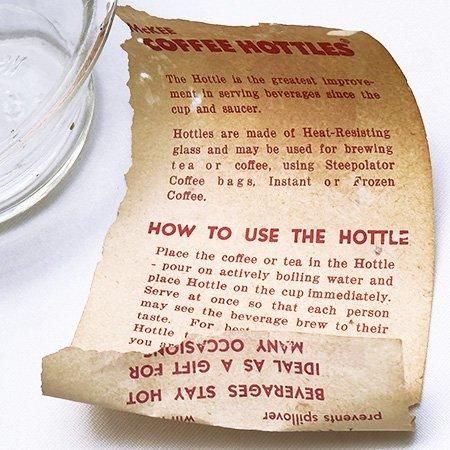 McKEE
COFFEE HOTTLES®
The Hottle is the greatest improve-
ment in serving beverages since the
cup and saucer.
Hottles are made of Heat-Resisting
glass and may be used for brewing
tea or coffee, using Steepolator
Coffee bags, Instant or Frozen
Coffee.
HOW TO USE THE HOTTLE
Place the coffee or tea in the Hottle
- pour on actively boiling water and
place Hottle on the cup immediately.
Serve at once so that each person
may see the beverage brew to their
taste. For best
Hottle
you
MANY OCCASIONS
IDEAL AS A GIFT FOR
BEVERAGES STAY HOT
prevents spillover